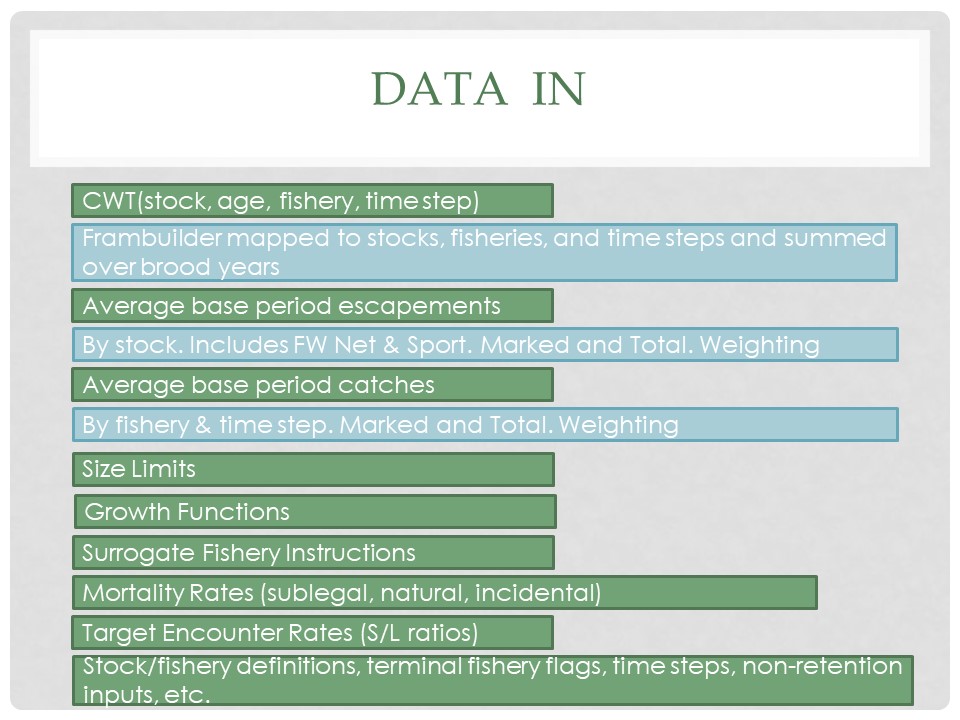 DATA IN
CWT(stock, age, fishery, time step)
Frambuilder mapped to stocks, fisheries, and time steps and summed
over brood years
Average base period escapements
By stock. Includes FW Net & Sport. Marked and Total. Weighting
Average base period catches
By fishery & time step. Marked and Total. Weighting
Size Limits
Growth Functions
Surrogate Fishery Instructions
Mortality Rates (sublegal, natural, incidental)
Target Encounter Rates (S/L ratios)
Stock/fishery definitions, terminal fishery flags, time steps, non-retention
inputs, etc.